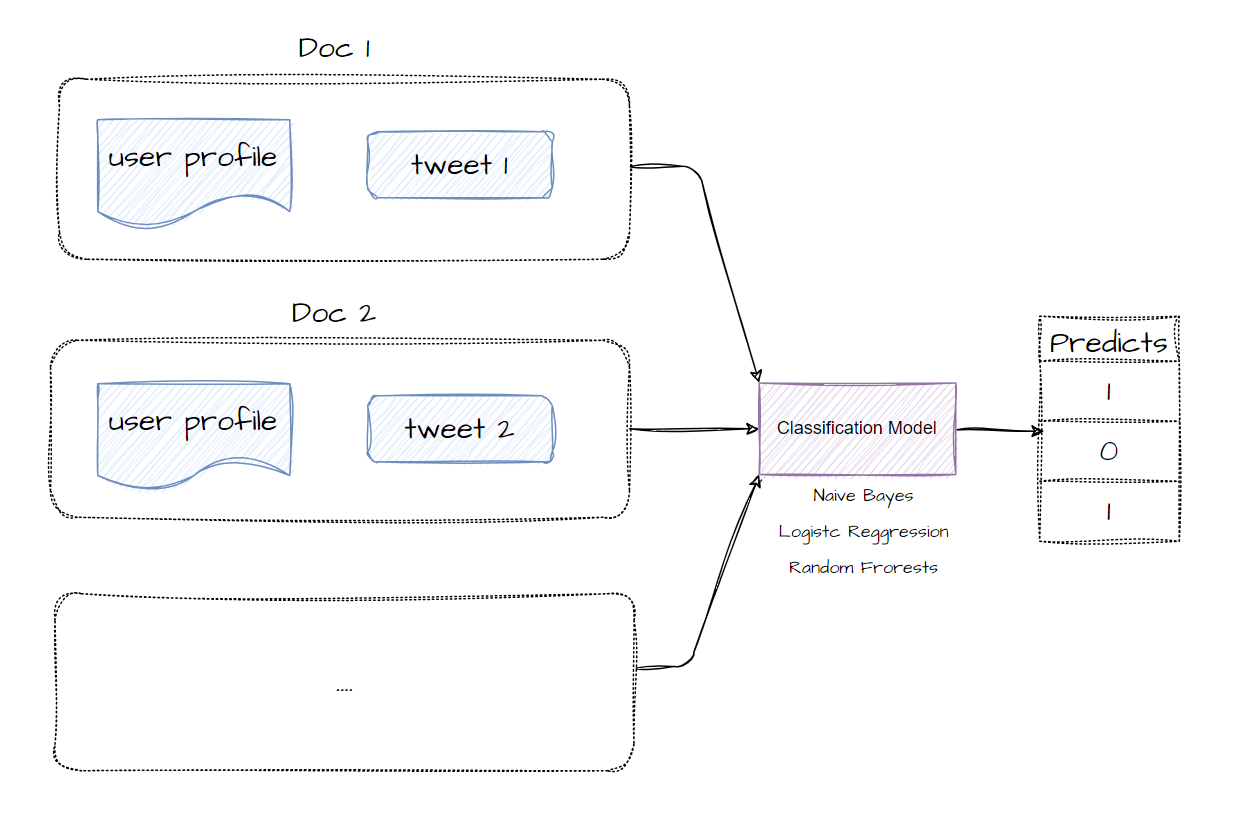 Doc 1
user profile
tweet 1
Doc 2
user profile
tweet 2
....
Classification Model
Naive Bayes
Logistc Reggression
Random Frorests
Predicts
1
0
1